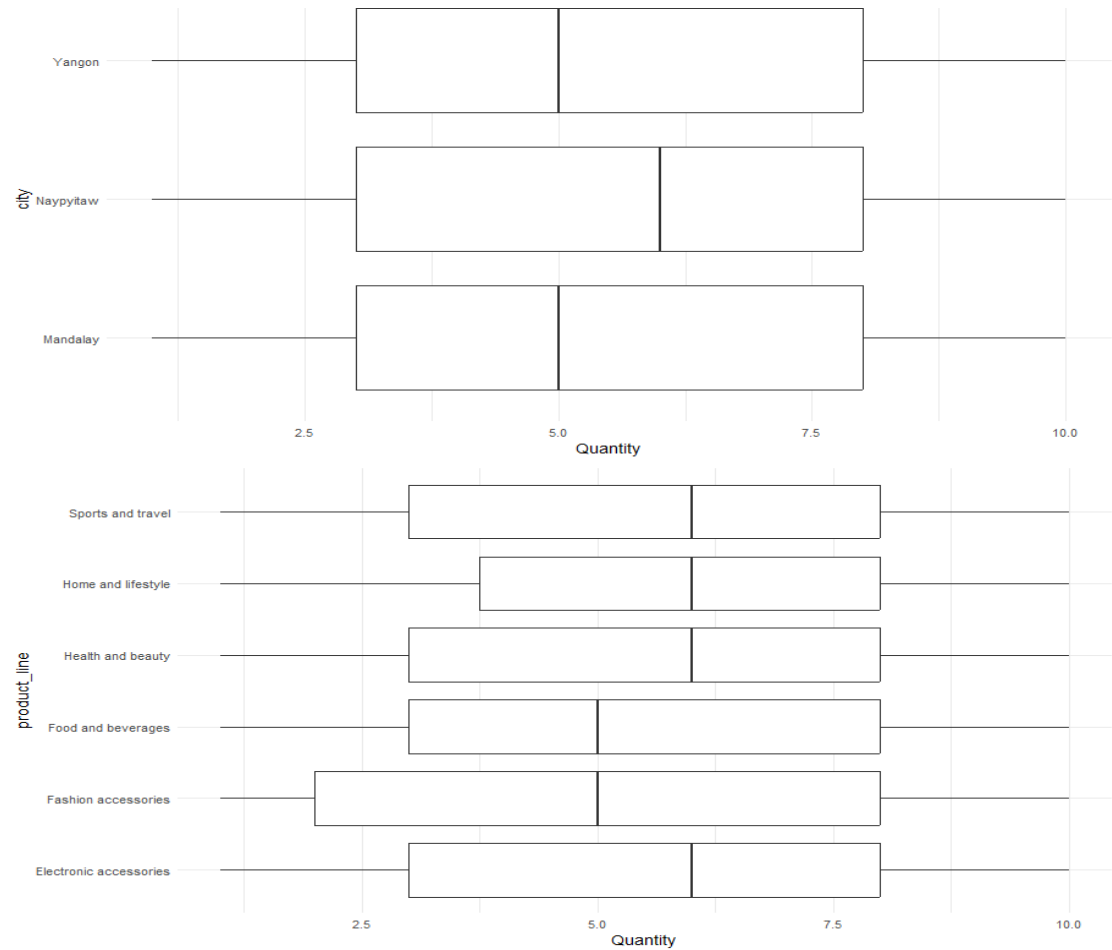 Yangon
Naypyitaw
Mandalay
city
2.5 5.0 7.5 10.0
Quantity
Sports and travel
Home and lifestyle
Health and beauty
Food and beverages
Fashion accessories
Electronic accessories
product_line
2.5 5.0 7.5 10.0
Quantity